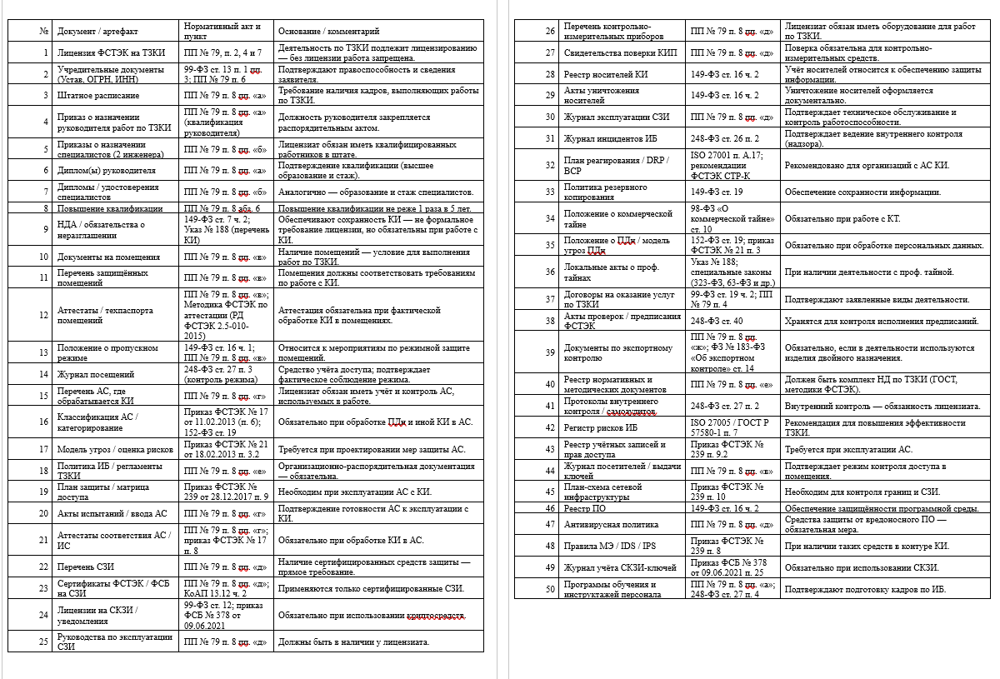 № Документ / артефакт Нормативный акт и пункт Основание / комментарий
1 Лицензия ФСТЭК на ТЗКИ ПП № 79, п. 2, 4 и 7 Деятельность по ТЗКИ подлежит лицензированию — без лицензии работа запрещена.
2 Учредительные документы (Устав, ОГРН, ИНН) 99-ФЗ ст. 13 п. 1 пп. 3; ПП № 79 п. 6 Подтверждают правоспособность и сведения заявителя.
3 Штатное расписание ПП № 79 п. 8 пп. «а» Требование наличия кадров, выполняющих работы по ТЗКИ.
4 Приказ о назначении руководителя работ по ТЗКИ ПП № 79 п. 8 пп. «а» (квалификация руководителя) Должность руководителя закрепляется распорядительным актом.
5 Приказы о назначении специалистов (2 инженера) ПП № 79 п. 8 пп. «б» Лицензиат обязан иметь квалифицированных работников в штате.
6 Диплом(ы) руководителя ПП № 79 п. 8 пп. «а» Подтверждение квалификации (высшее образование и стаж).
7 Дипломы / удостоверения специалистов ПП № 79 п. 8 пп. «б» Аналогично — образование и стаж специалистов.
8 Повышение квалификации ПП № 79 п. 8 абз. 6 Повышение квалификации не реже 1 раза в 5 лет.
9 NDA / обязательства о неразглашении 149-ФЗ ст. 7 ч. 2; Указ № 188 (перечень КИ) Обеспечивают сохранность КИ — не формальное требование лицензии, но обязательны при работе с КИ.
10 Документы на помещения ПП № 79 п. 8 пп. «в» Наличие помещений — условие для выполнения работ по ТЗКИ.
11 Перечень защищённых помещений ПП № 79 п. 8 пп. «в» Помещения должны соответствовать требованиям по работе с КИ.
12 Аттестаты / техпаспорта помещений ПП № 79 п. 8 пп. «в»; Методика ФСТЭК по аттестации (РД ФСТЭК 2.5-010-2015) Аттестация обязательна при фактической обработке КИ в помещениях.
13 Положение о пропускном режиме 149-ФЗ ст. 16 ч. 1; ПП № 79 п. 8 пп. «в» Относится к мероприятиям по режимной защите помещений.
14 Журнал посещений 248-ФЗ ст. 27 п. 3 (контроль режима) Средство учёта доступа; подтверждает фактическое соблюдение режима.
15 Перечень АС, где обрабатывается КИ ПП № 79 п. 8 пп. «г» Лицензиат обязан иметь учёт и контроль АС, используемых в работе.
16 Классификация АС / категорирование Приказ ФСТЭК № 17 от 11.02.2013 (п. 6); 152-ФЗ ст. 19 Обязательно при обработке ПДн и иной КИ в АС.
17 Модель угроз / оценка рисков Приказ ФСТЭК № 21 от 18.02.2013 п. 3.2 Требуется при проектировании мер защиты АС.
18 Политика ИБ / регламенты ТЗКИ ПП № 79 п. 8 пп. «е» Организационно-распорядительная документация — обязательна.
19 План защиты / матрица доступа Приказ ФСТЭК № 239 от 28.12.2017 п. 9 Необходим при эксплуатации АС с КИ.
20 Акты испытаний / ввода АС ПП № 79 п. 8 пп. «г» Подтверждение готовности АС к эксплуатации с КИ.
21 Аттестаты соответствия АС / ИС ПП № 79 п. 8 пп. «г»; приказ ФСТЭК № 17 п. 8 Обязательно при обработке КИ в АС.
22 Перечень СЗИ ПП № 79 п. 8 пп. «д» Наличие сертифицированных средств защиты — прямое требование.
23 Сертификаты ФСТЭК / ФСБ на СЗИ ПП № 79 п. 8 пп. «д»; КоАП 13.12 ч. 2 Применяются только сертифицированные СЗИ.
24 Лицензии на СКЗИ / уведомления 99-ФЗ ст. 12; приказ ФСБ № 378 от 09.06.2021 Обязательно при использовании криптосредств.
25 Руководства по эксплуатации СЗИ ПП № 79 п. 8 пп. «д» Должны быть в наличии у лицензиата.
26 Перечень контрольно-измерительных приборов ПП № 79 п. 8 пп. «д» Лицензиат обязан иметь оборудование для работ по ТЗКИ.
27 Свидетельства поверки КИП ПП № 79 п. 8 пп. «д» Поверка обязательна для контрольно-измерительных средств.
28 Реестр носителей КИ 149-ФЗ ст. 16 ч. 2 Учёт носителей относится к обеспечению защиты информации.
29 Акты уничтожения носителей 149-ФЗ ст. 16 ч. 2 Уничтожение носителей оформляется документально.
30 Журнал эксплуатации СЗИ ПП № 79 п. 8 пп. «д» Подтверждает техническое обслуживание и контроль работоспособности.
31 Журнал инцидентов ИБ 248-ФЗ ст. 26 п. 2 Подтверждает ведение внутреннего контроля (надзора).
32 План реагирования / DRP / BCP ISO 27001 п. А.17; рекомендации ФСТЭК СТР-К Рекомендовано для организаций с АС КИ.
33 Политика резервного копирования 149-ФЗ ст. 19 Обеспечение сохранности информации.
34 Положение о коммерческой тайне 98-ФЗ «О коммерческой тайне» ст. 10 Обязательно при работе с КТ.
35 Положение о ПДн / модель угроз ПДн 152-ФЗ ст. 19; приказ ФСТЭК № 21 п. 3 Обязательно при обработке персональных данных.
36 Локальные акты о проф. тайнах Указ № 188; специальные законы (323-ФЗ, 63-ФЗ и др.) При наличии деятельности с проф. тайной.
37 Договоры на оказание услуг по ТЗКИ 99-ФЗ ст. 19 ч. 2; ПП № 79 п. 4 Подтверждают заявленные виды деятельности.
38 Акты проверок / предписания ФСТЭК 248-ФЗ ст. 40 Хранятся для контроля исполнения предписаний.
39 Документы по экспортному контролю ПП № 79 п. 8 пп. «ж»; ФЗ № 183-ФЗ «Об экспортном контроле» ст. 14 Обязательно, если в деятельности используются изделия двойного назначения.
40 Реестр нормативных и методических документов ПП № 79 п. 8 пп. «е» Должен быть комплект НД по ТЗКИ (ГОСТ, методики ФСТЭК).
41 Протоколы внутреннего контроля / самоаудитов 248-ФЗ ст. 27 п. 2 Внутренний контроль — обязанность лицензиата.
42 Регистр рисков ИБ ISO 27005 / ГОСТ Р 57580-1 п. 7 Рекомендация для повышения эффективности ТЗКИ.
43 Реестр учётных записей и прав доступа Приказ ФСТЭК № 239 п. 9.2 Требуется при эксплуатации АС.
44 Журнал посетителей / выдачи ключей ПП № 79 п. 8 пп. «в» Подтверждает режим контроля доступа в помещения.
45 План-схема сетевой инфраструктуры Приказ ФСТЭК № 239 п. 10 Необходим для контроля границ и СЗИ.
46 Реестр ПО 149-ФЗ ст. 16 ч. 2 Обеспечение защищённости программной среды.
47 Антивирусная политика ПП № 79 п. 8 пп. «д» Средства защиты от вредоносного ПО — обязательная мера.
48 Правила МЭ / IDS / IPS Приказ ФСТЭК № 239 п. 8 При наличии таких средств в контуре КИ.
49 Журнал учёта СКЗИ-ключей Приказ ФСБ № 378 от 09.06.2021 п. 25 Обязательно при использовании СКЗИ.
50 Программы обучения и инструктажей персонала ПП № 79 п. 8 пп. «а»; 248-ФЗ ст. 27 п. 4 Подтверждают подготовку кадров по ИБ.